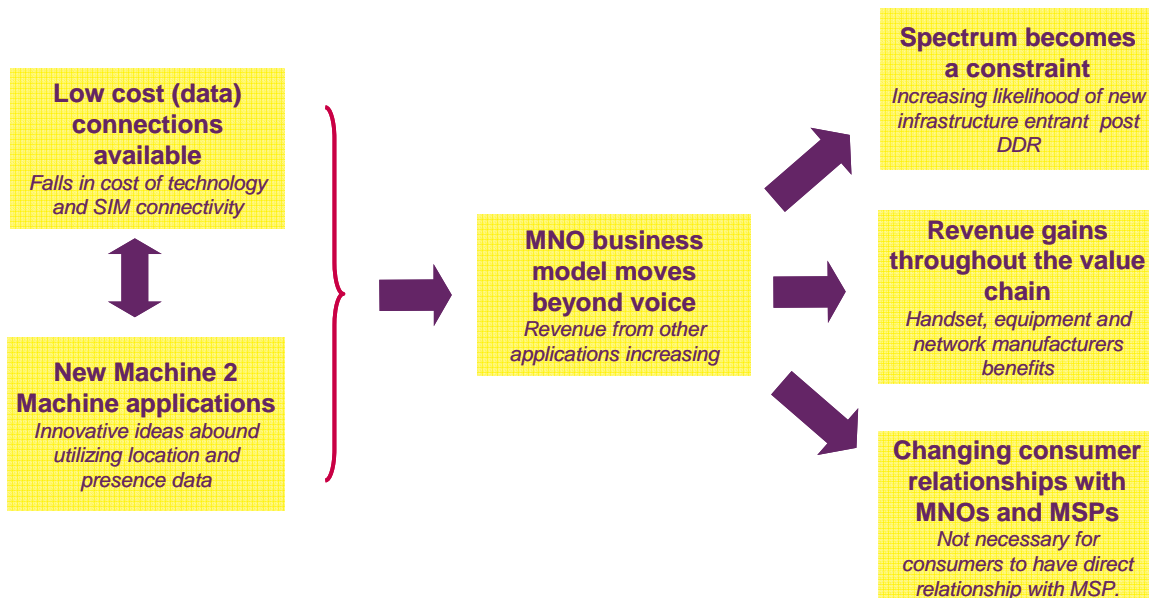 Low cost (data)
connections
available
Falls in cost of technology
and SIM connectivity
New Machine 2
Machine applications
Innovative ideas abound
utilizing location and
presence data
MNO business
model moves
beyond voice
Revenue from other
applications increasing
Spectrum becomes
a constraint
Increasing likelihood of new
infrastructure entrant post
DDR
Revenue gains
throughout the value
chain
Handset, equipment and
network manufacturers
benefits
Changing consumer
relationships with
MNOs and MSPs
Not necessary for
consumers to have direct
relationship with MSP.